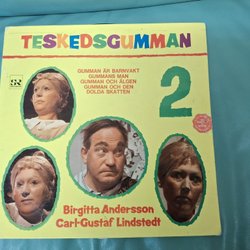 TESKEDSGUMMAN
GUMMAN ÄR BARNVAKT
GUMMANS MAN
GUMMAN OCH ÄLGEN
GUMMAN OCH DEN
DOLDA SKATTEN
SR
2
Birgitta Andersson
Carl-Gustaf Lindstedt